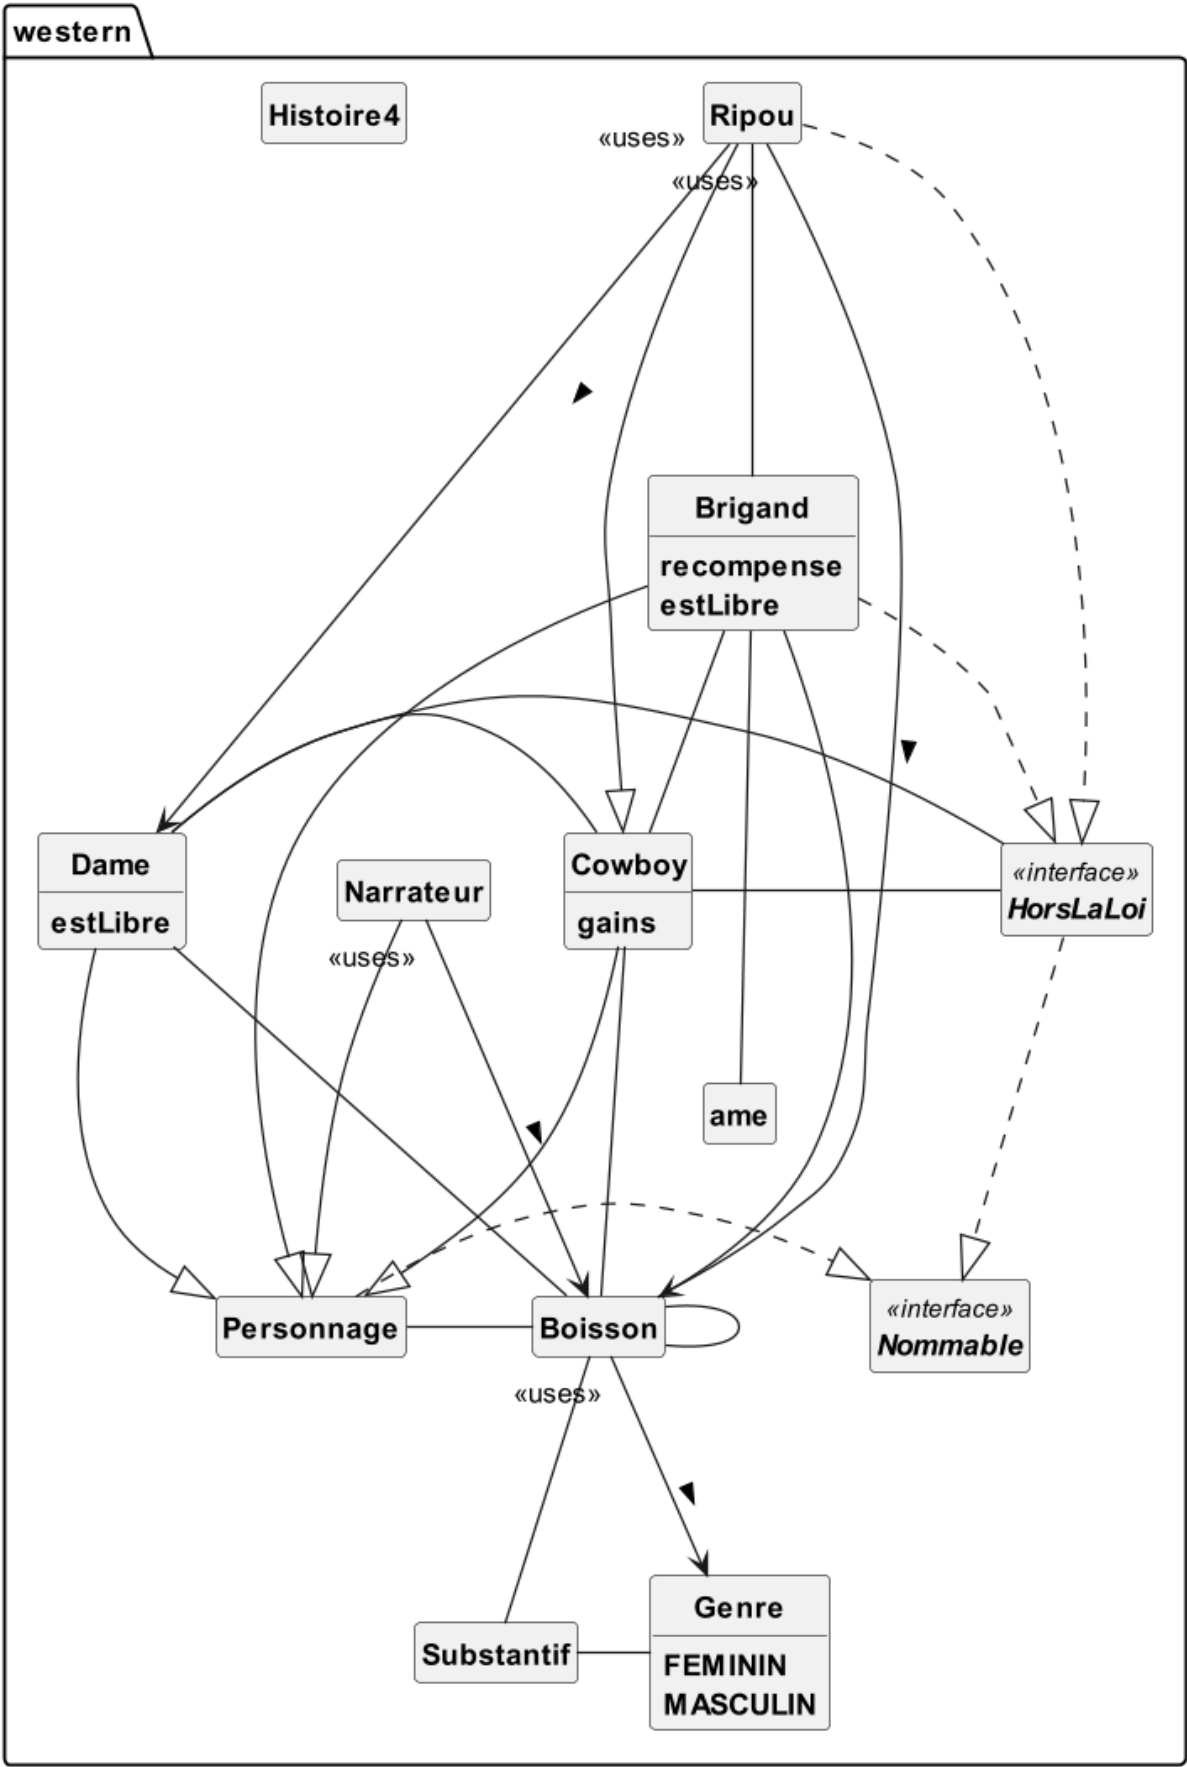 western
Histoire4
Ripou
«uses»
«uses»
Brigand
recompense
estLibre
Dame
estLibre
Narrateur
«uses»
Cowboy
gains
«interface»
HorsLaLoi
ame
Personnage
Boisson
«interface»
Nommable
«uses»
Substantif
Genre
FEMININ
MASCULIN